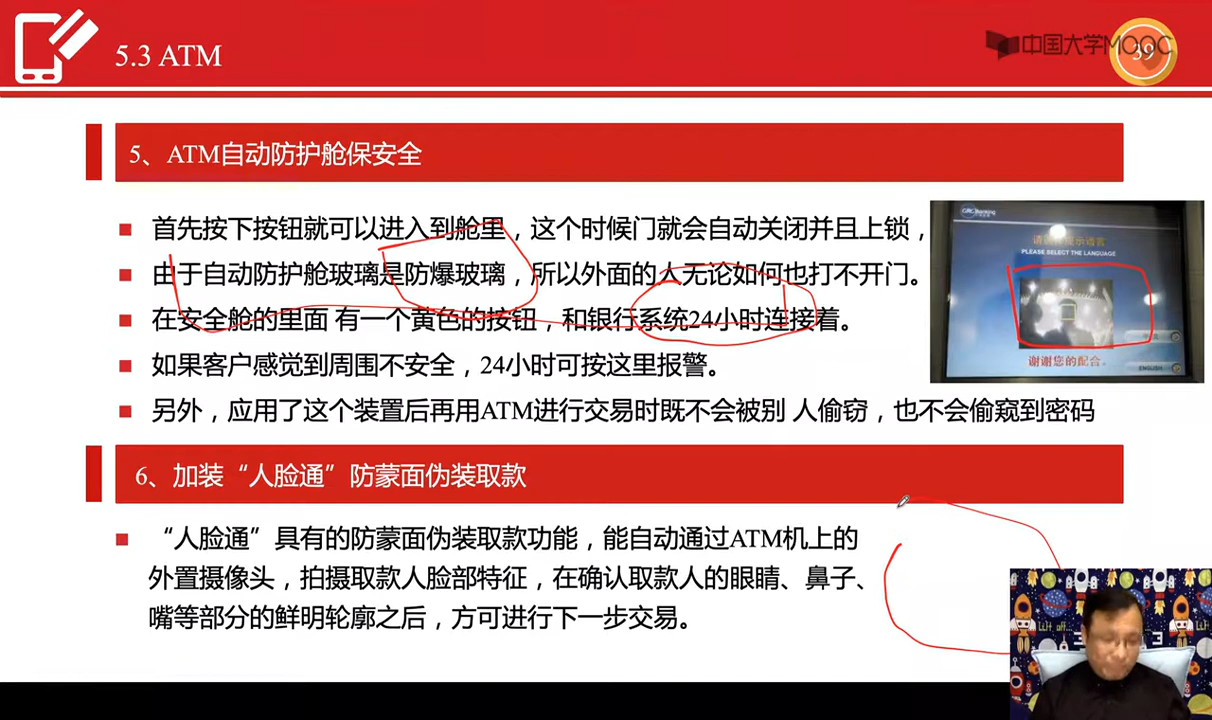 5.3 ATM
中国大学MOOC
39
5、ATM自动防护舱保安全
首先按下按钮就可以进入到舱里，这个时候门就会自动关闭并且上锁，
由于自动防护舱玻璃是防爆玻璃，所以外面的人无论如何也打不开门。
在安全舱的里面 有一个黄色的按钮，和银行系统24小时连接着。
如果客户感觉到周围不安全，24小时可按这里报警。
另外，应用了这个装置后再用ATM进行交易时既不会被别 人偷窃，也不会偷窥到密码
GRGBanking
PLEASE SELECT THE LANGUAGE
谢谢您的配合。
ENGLISH
6、加装“人脸通”防蒙面伪装取款
“人脸通”具有的防蒙面伪装取款功能，能自动通过ATM机上的
外置摄像头，拍摄取款人脸部特征，在确认取款人的眼睛、鼻子、
嘴等部分的鲜明轮廓之后，方可进行下一步交易。